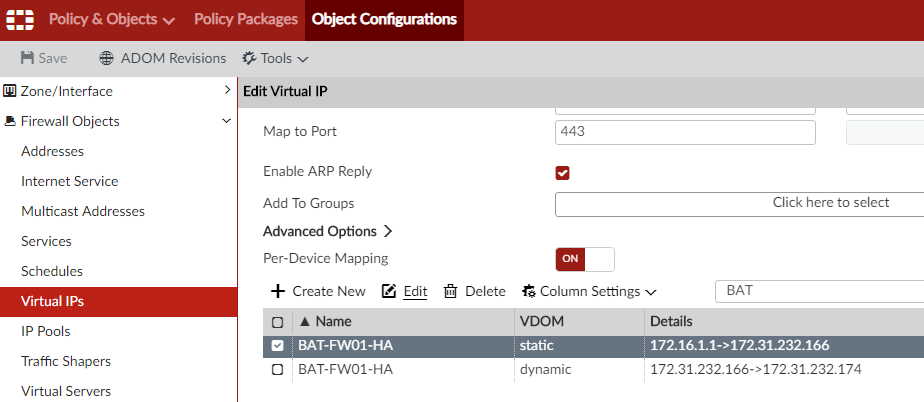 Policy & Objects Policy Packages Object Configurations
Save ADOM Revisions Tools
Zone/Interface
Firewall Objects
Addresses
Internet Service
Multicast Addresses
Services
Schedules
Virtual IPs
IP Pools
Traffic Shapers
Virtual Servers
Edit Virtual IP
Map to Port 443
Enable ARP Reply
Add To Groups Click here to select
Advanced Options
Per-Device Mapping ON
Create New Edit Delete Column Settings BAT
Name VDOM Details
BAT-FW01-HA static 172.16.1.1->172.31.232.166
BAT-FW01-HA dynamic 172.31.232.166->172.31.232.174